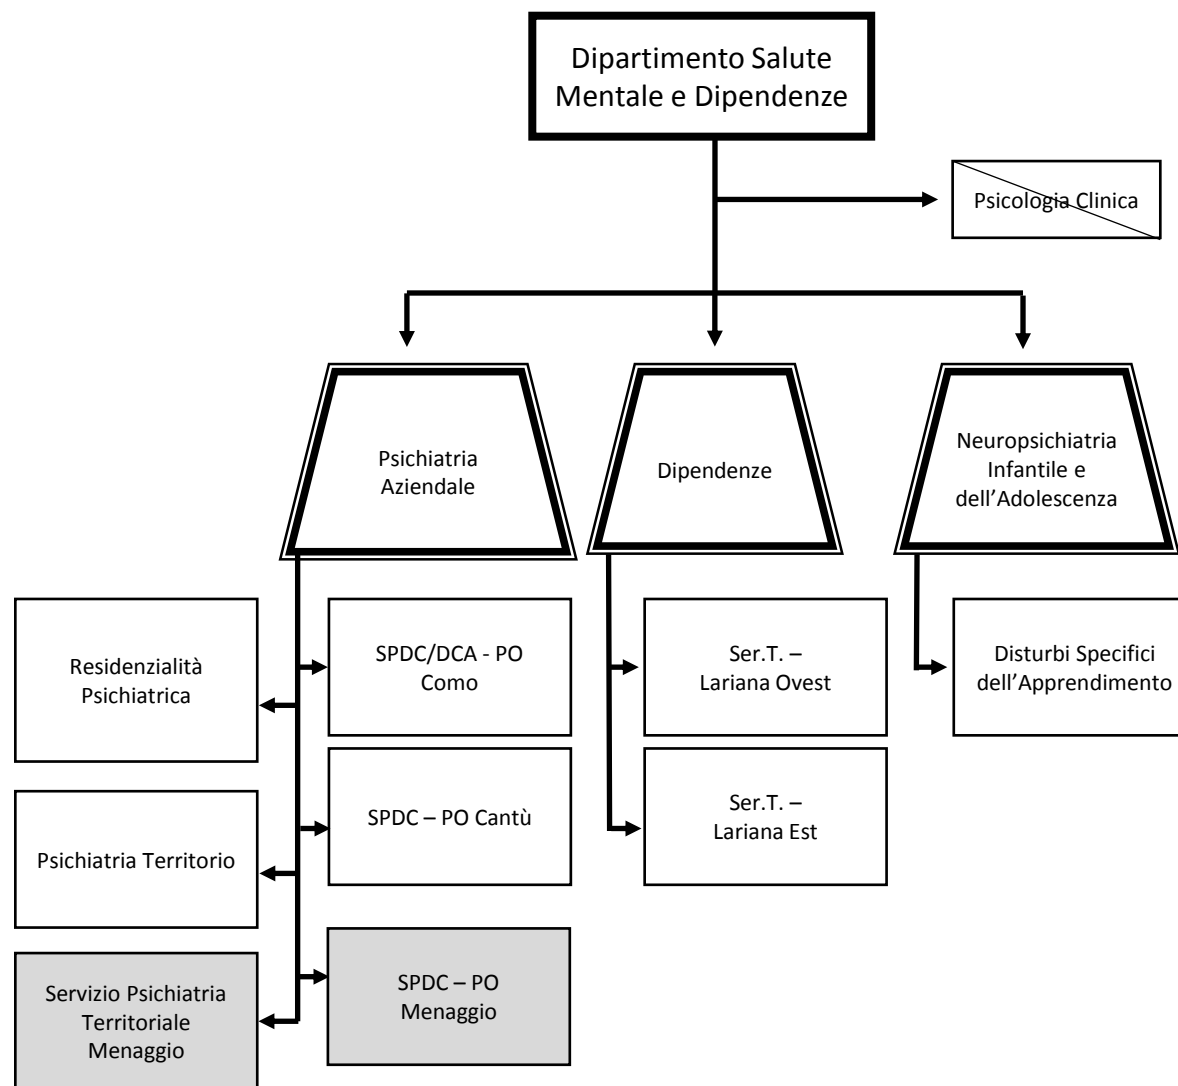 Dipartimento Salute
Mentale e Dipendenze
Psicologia Clinica
Psichiatria
Aziendale
Dipendenze
Neuropsichiatria
Infantile e
dell’Adolescenza
Residenzialità
Psichiatrica
SPDC/DCA - PO
Como
Ser.T. –
Lariana Ovest
Disturbi Specifici
dell’Apprendimento
Psichiatria Territorio
SPDC – PO Cantù
Ser.T. –
Lariana Est
Servizio Psichiatria
Territoriale
Menaggio
SPDC – PO
Menaggio